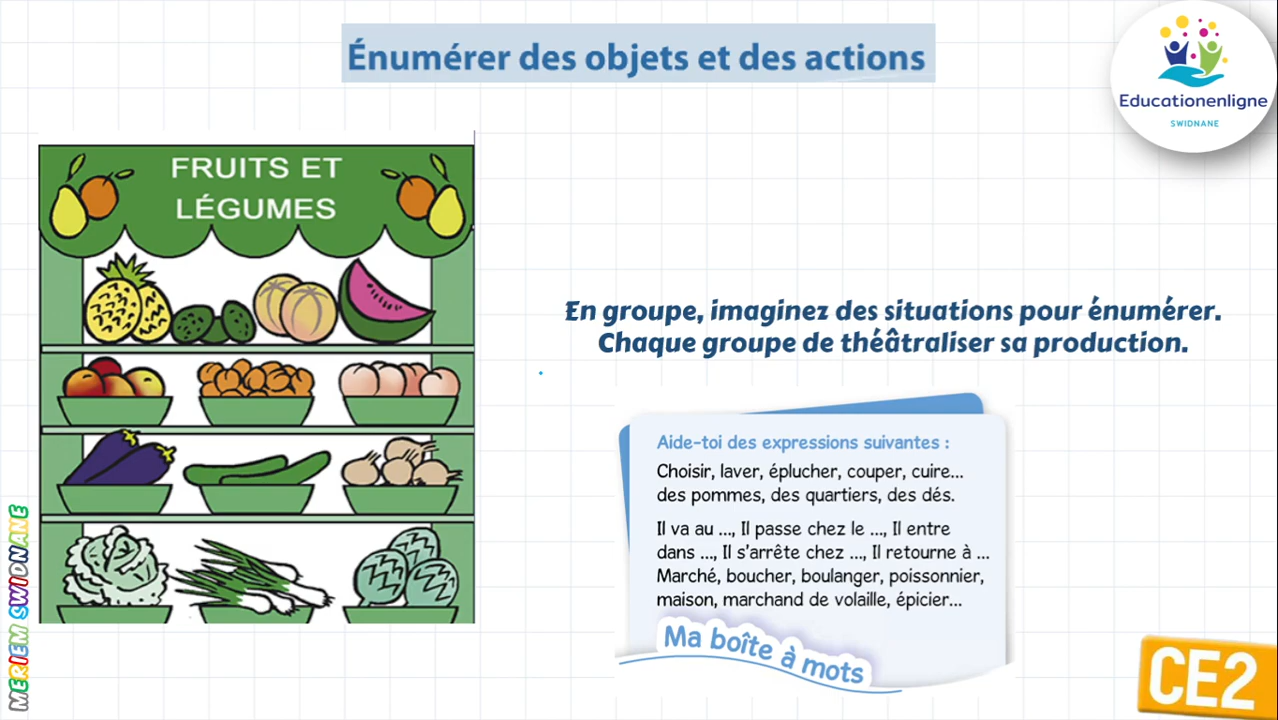 Énumérer des objets et des actions
Educationenligne
SWIDNANE
FRUITS ET
LÉGUMES
En groupe, imaginez des situations pour énumérer.
Chaque groupe de théâtraliser sa production.
Aide-toi des expressions suivantes :
Choisir, laver, éplucher, couper, cuire...
des pommes, des quartiers, des dés.
Il va au ..., Il passe chez le ..., Il entre
dans ..., Il s'arrête chez ..., Il retourne à ...
Marché, boucher, boulanger, poissonnier,
maison, marchand de volaille, épicier...
Ma boîte à mots
MERIEM SWIDNANE
CE2